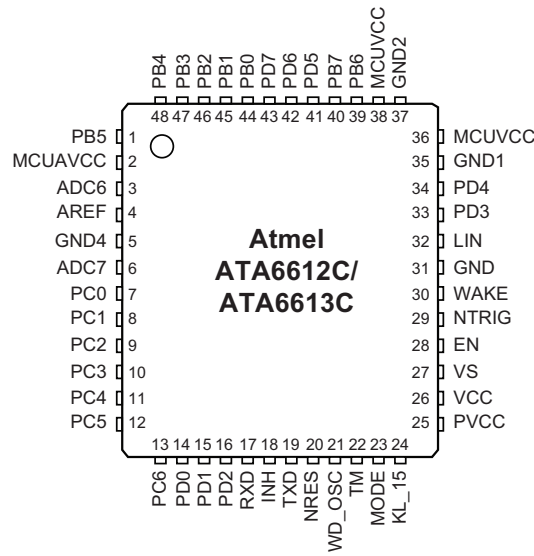 PB4
PB3
PB2
PB1
PB0
PD7
PD6
PD5
PB7
PB6
MCUVCC
GND2
48 47 46 45 44 43 42 41 40 39 38 37
PB5 1
MCUAVCC 2
ADC6 3
AREF 4
GND4 5
ADC7 6
PC0 7
PC1 8
PC2 9
PC3 10
PC4 11
PC5 12
Atmel
ATA6612C/
ATA6613C
36 MCUVCC
35 GND1
34 PD4
33 PD3
32 LIN
31 GND
30 WAKE
29 NTRIG
28 EN
27 VS
26 VCC
25 PVCC
13 14 15 16 17 18 19 20 21 22 23 24
PC6
PD0
PD1
PD2
RXD
INH
TXD
NRES
WD_OSC
TM
MODE
KL_15